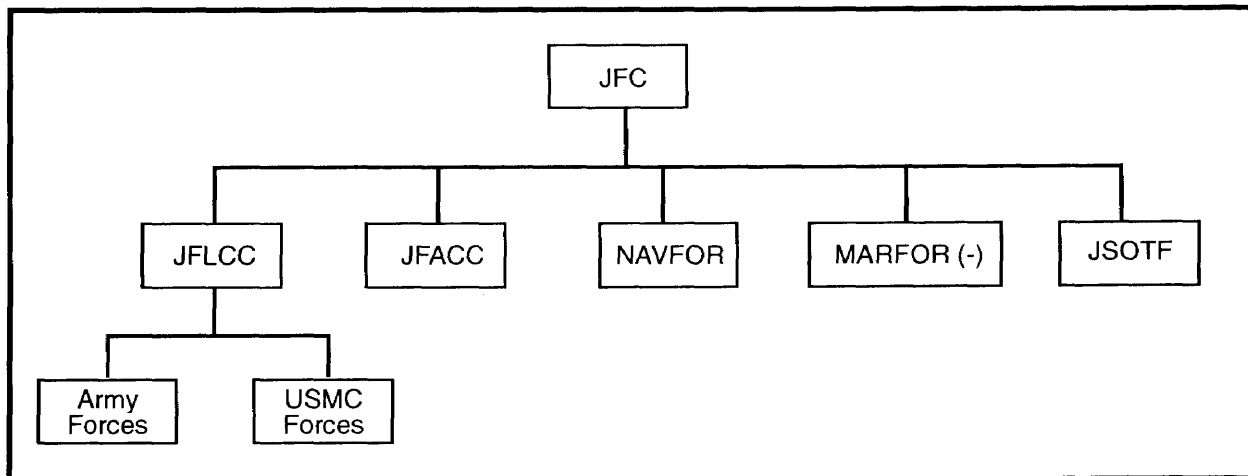 JFC
JFLCC
JFACC
NAVFOR
MARFOR (-)
JSOTF
Army
Forces
USMC
Forces